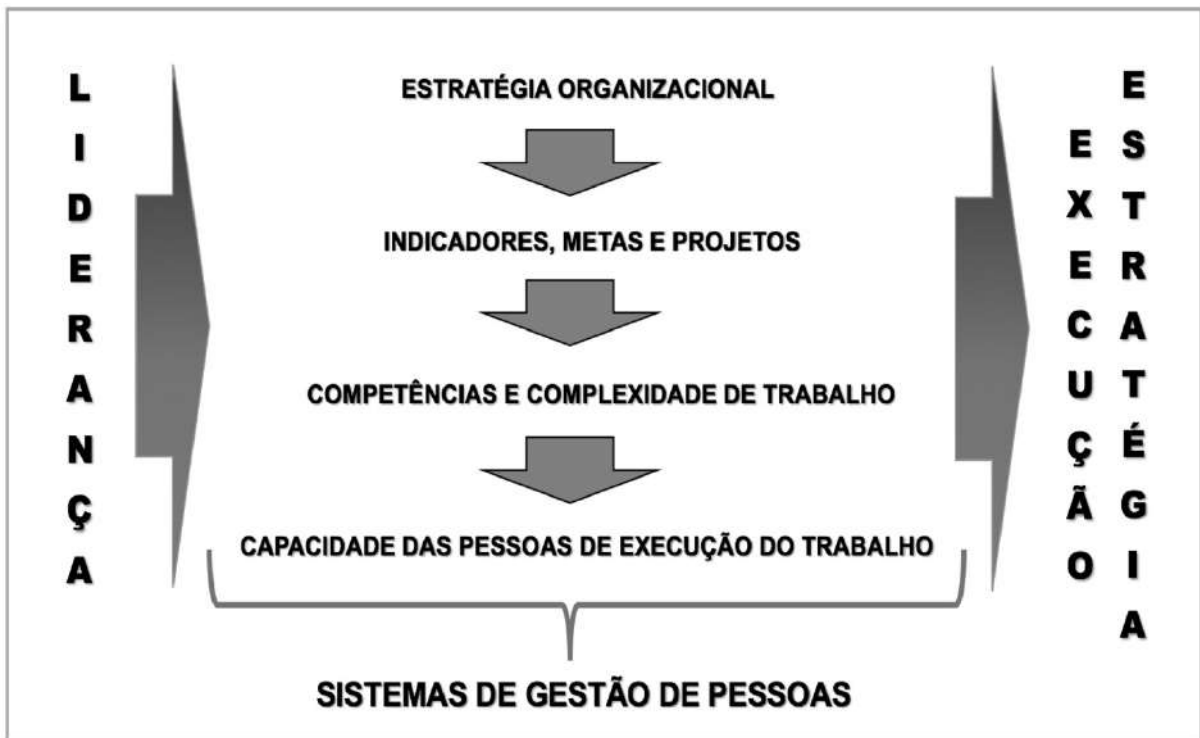 LIDERANÇA
ESTRATÉGIA ORGANIZACIONAL
INDICADORES, METAS E PROJETOS
COMPETÊNCIAS E COMPLEXIDADE DE TRABALHO
CAPACIDADE DAS PESSOAS DE EXECUÇÃO DO TRABALHO
SISTEMAS DE GESTÃO DE PESSOAS
EXECUÇÃO
ESTRATÉGIA